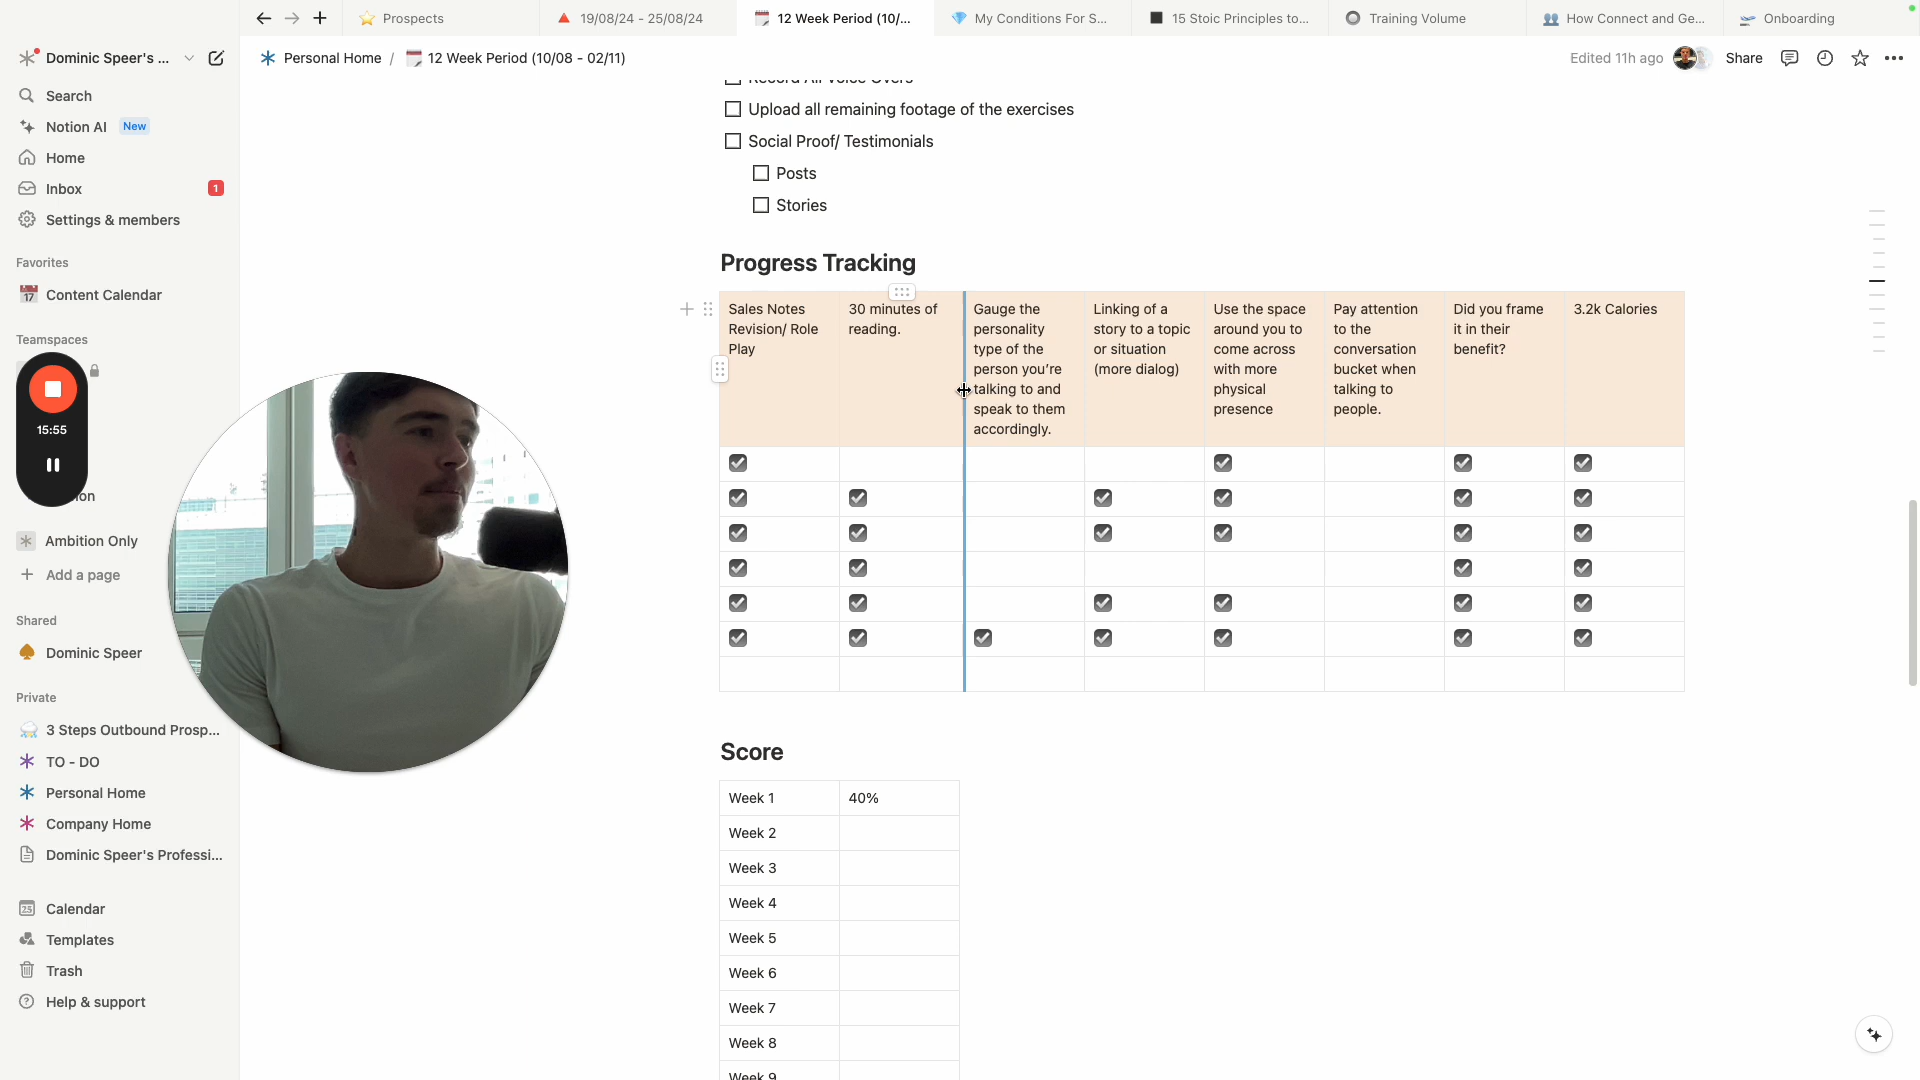 Prospects
19/08/24 - 25/08/24
12 Week Period (10/...
My Conditions For S...
15 Stoic Principles to...
Training Volume
How Connect and Ge...
Onboarding
Dominic Speer's ...
Personal Home / 12 Week Period (10/08 - 02/11)
Edited 11h ago
Share
Search
Notion AI New
Home
Inbox 1
Settings & members
Favorites
Content Calendar
Teamspaces
15:55
Ambition Only
Add a page
Shared
Dominic Speer
Private
3 Steps Outbound Prosp...
TO - DO
Personal Home
Company Home
Dominic Speer's Professi...
Calendar
Templates
Trash
Help & support
Record All Voice Overs
Upload all remaining footage of the exercises
Social Proof/ Testimonials
Posts
Stories
Progress Tracking
Sales Notes
Revision/ Role
Play
30 minutes of
reading.
Gauge the
personality
type of the
person you're
talking to and
speak to them
accordingly.
Linking of a
story to a topic
or situation
(more dialog)
Use the space
around you to
come across
with more
physical
presence
Pay attention
to the
conversation
bucket when
talking to
people.
Did you frame
it in their
benefit?
3.2k Calories
Score
Week 1 40%
Week 2
Week 3
Week 4
Week 5
Week 6
Week 7
Week 8
Week 9